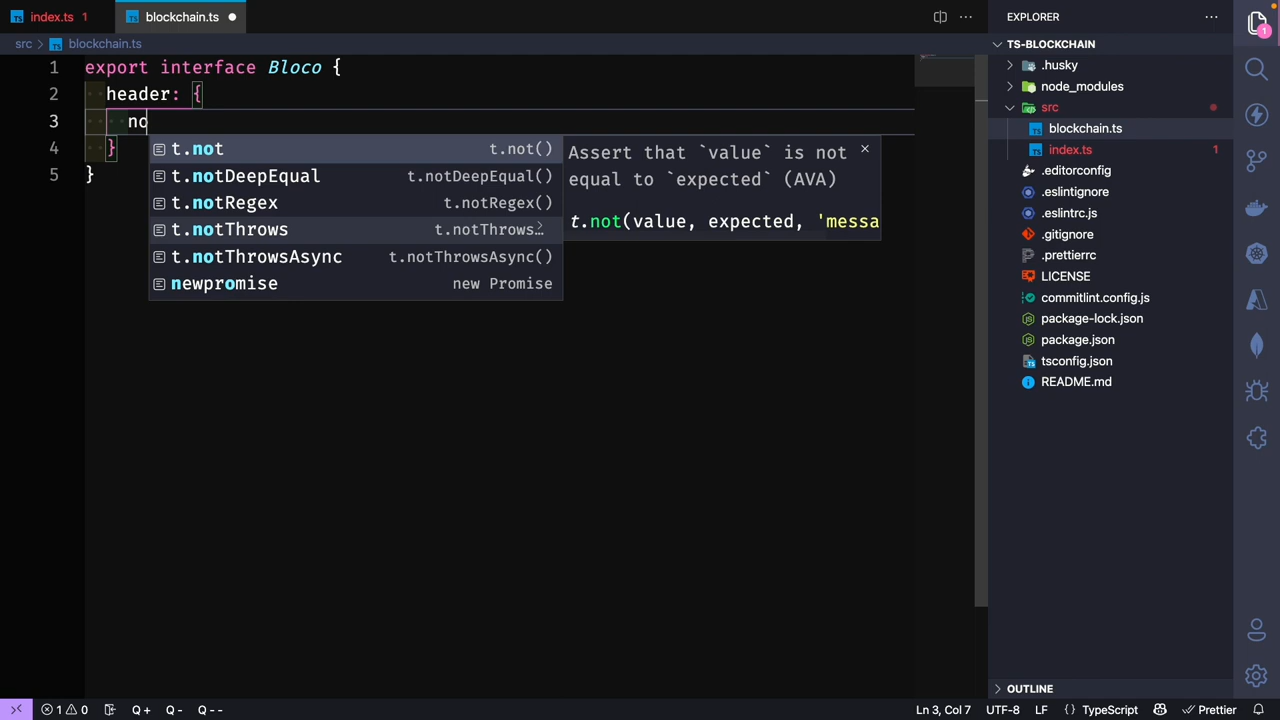 index.ts 1 blockchain.ts
src > blockchain.ts
1 export interface Bloco {
2 header: {
3 no
4 }
5 }
t.not t.not()
t.notDeepEqual t.notDeepEqual()
t.notRegex t.notRegex()
t.notThrows t.notThrows…
t.notThrowsAsync t.notThrowsAsync()
newpromise new Promise
Assert that `value` is not
equal to `expected` (AVA)
t.not(value, expected, 'messa
EXPLORER
TS-BLOCKCHAIN
.husky
node_modules
src
blockchain.ts
index.ts 1
.editorconfig
.eslintignore
.eslintrc.js
.gitignore
.prettierrc
LICENSE
commitlint.config.js
package-lock.json
package.json
tsconfig.json
README.md
OUTLINE
1
1 0 Q+ Q- Q-- Ln 3, Col 7 UTF-8 LF {} TypeScript Prettier